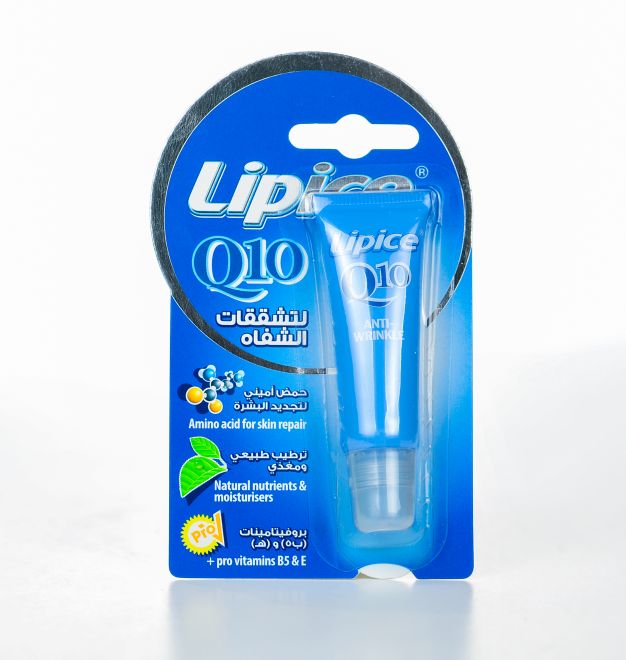 Lipice®
Q10
لتشققات
الشفاه
حمض أميني
لتجديد البشرة
Amino acid for skin repair
ترطيب طبيعي
ومغذي
Natural nutrients &
moisturisers
Pro
بروفيتامينات
(ب٥) و (هـ)
+ pro vitamins B5 & E
Lipice®
Q10
ANTI-
WRINKLE